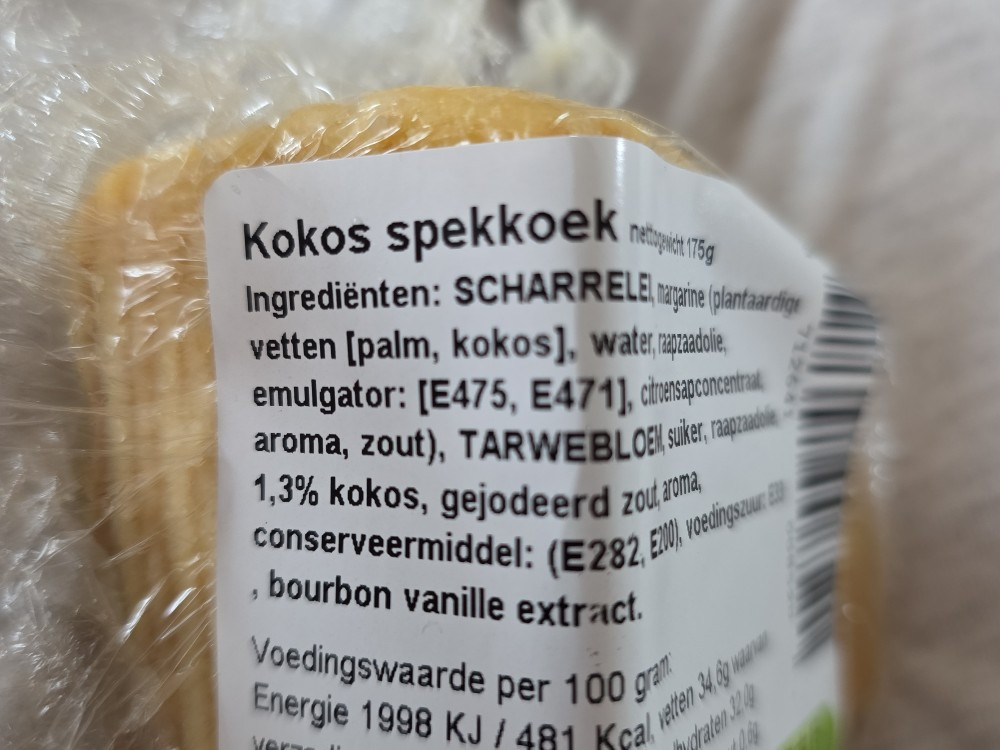 Kokos spekkoek nettogewicht 175g
Ingrediënten: SCHARRELEI, margarine (plantaardige
vetten [palm, kokos], water, raapzaadolie,
emulgator: [E475, E471], citroensapconcentraat,
aroma, zout), TARWEBLOEM, suiker, raapzaadolie,
1,3% kokos, gejodeerd zout, aroma,
conserveermiddel: (E282, E200), voedingszuur:
, bourbon vanille extract.
Voedingswaarde per 100 gram:
Energie 1998 KJ / 481 Kcal, vetten 34,6g waarvan
32,0g